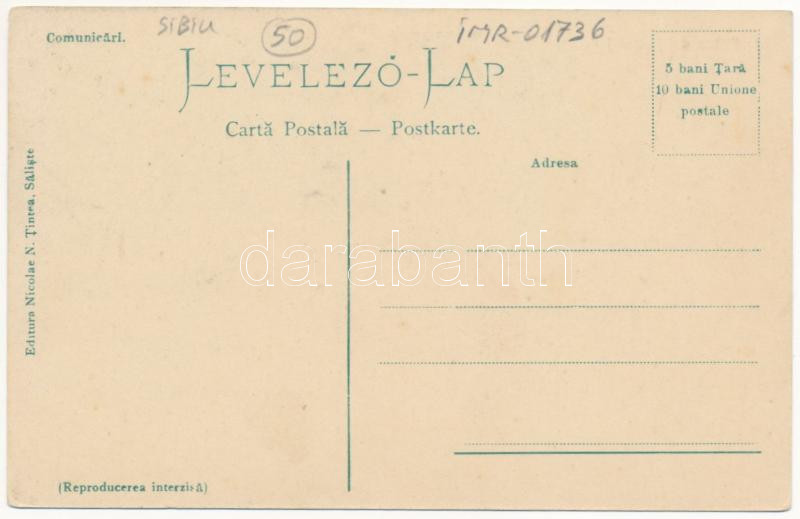 SIBIU
50
IMR-01736
Comunicări.
LEVELEZŐ-LAP
Cartă Postală — Postkarte.
5 bani Țară
10 bani Unione
postale
Adresa
Editura Nicolae N. Țintea, Săliște
darabanth
(Reproducerea interzisă)